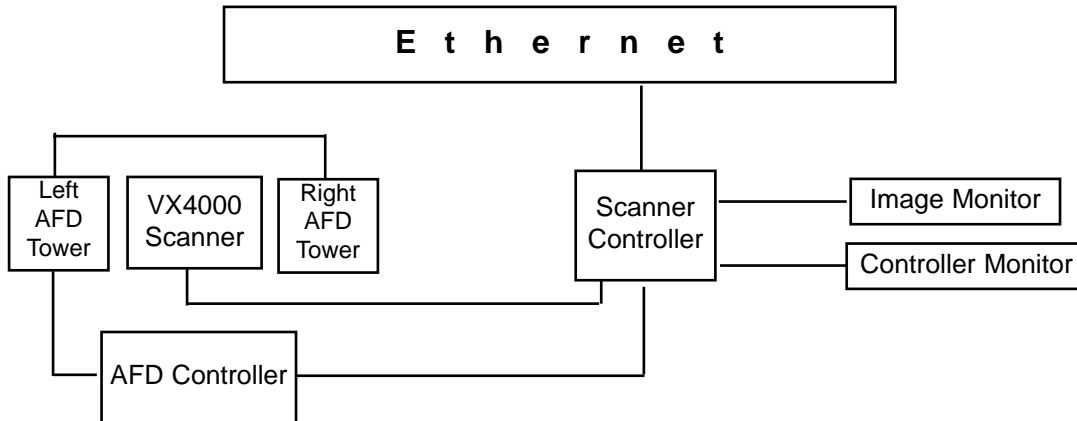 E t h e r n e t
Left
AFD
Tower
VX4000
Scanner
Right
AFD
Tower
Scanner
Controller
Image Monitor
Controller Monitor
AFD Controller